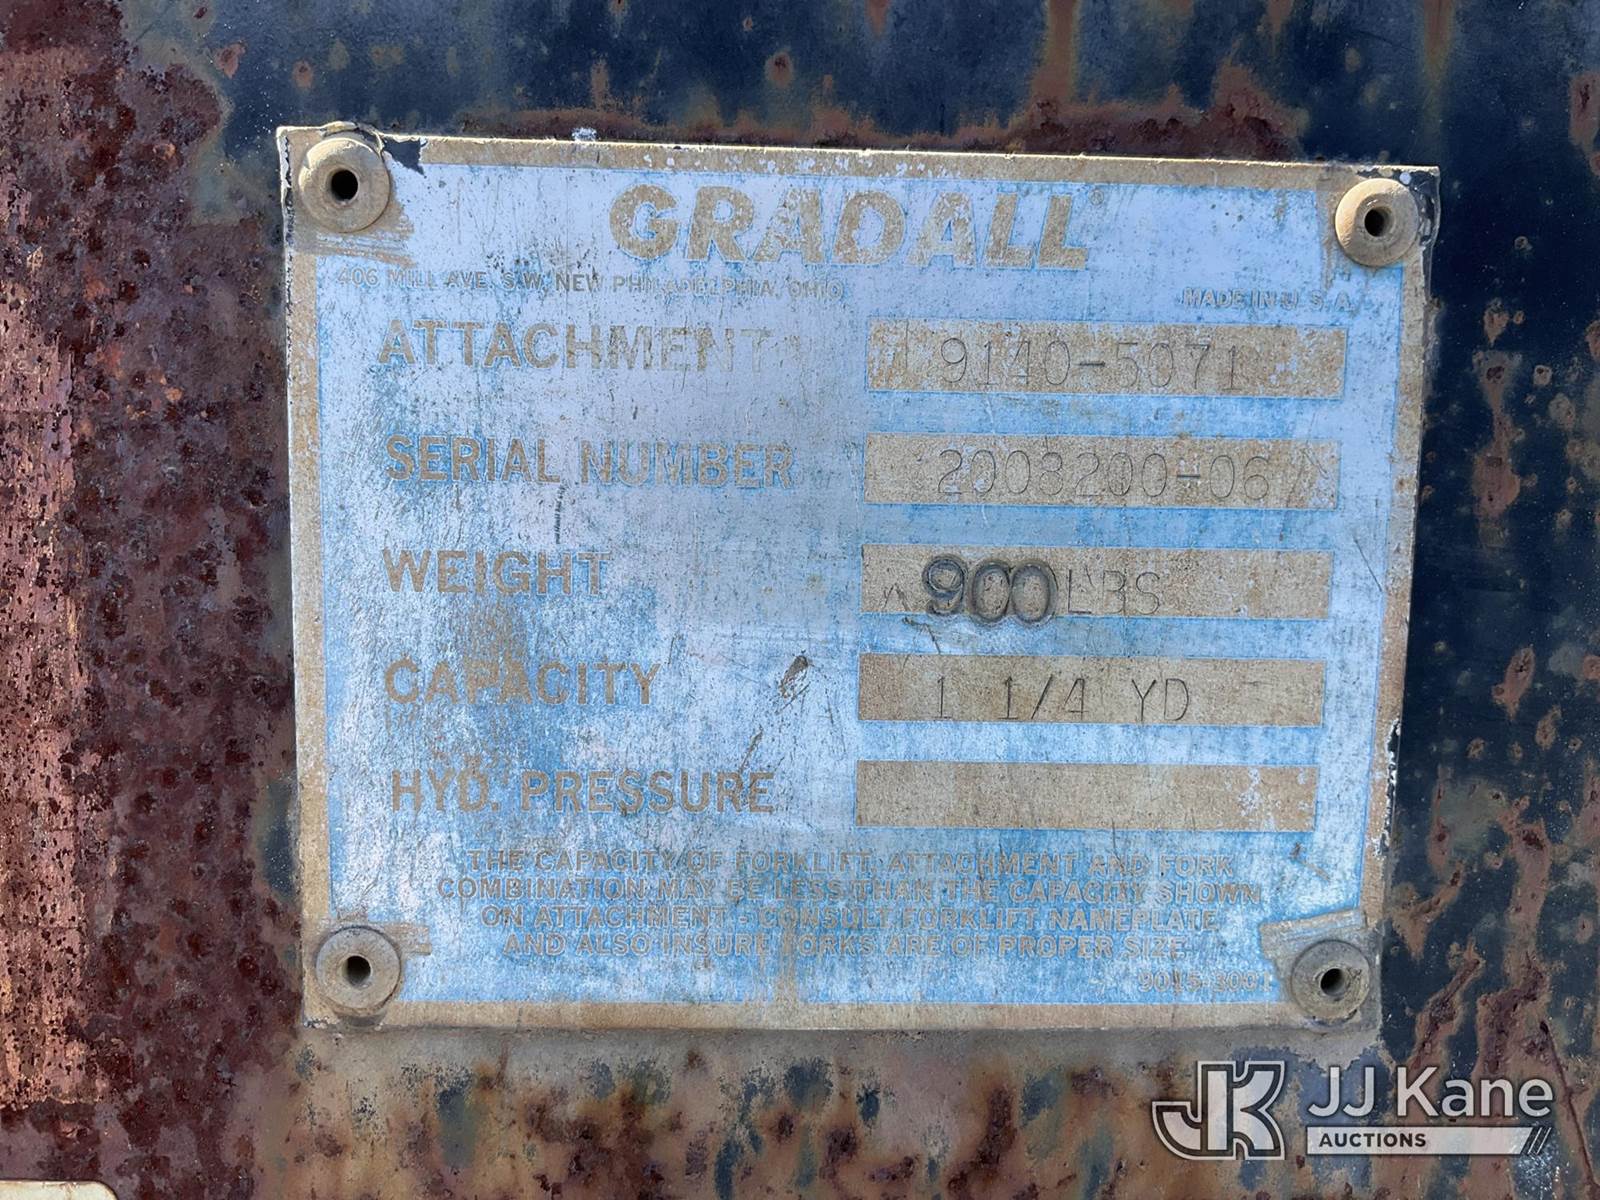 GRADALL®
406 MILL AVE. S.W. NEW PHILADELPHIA, OHIO
MADE IN U.S.A.
ATTACHMENT 9140-5071
SERIAL NUMBER 2008200-06
WEIGHT 900 LBS
CAPACITY 1 1/4 YD
HYD. PRESSURE
THE CAPACITY OF FORKLIFT, ATTACHMENT AND FORK
COMBINATION MAY BE LESS THAN THE CAPACITY SHOWN
ON ATTACHMENT - CONSULT FORKLIFT NAMEPLATE
AND ALSO INSURE FORKS ARE OF PROPER SIZE
9015-3001
JK JJ Kane
AUCTIONS